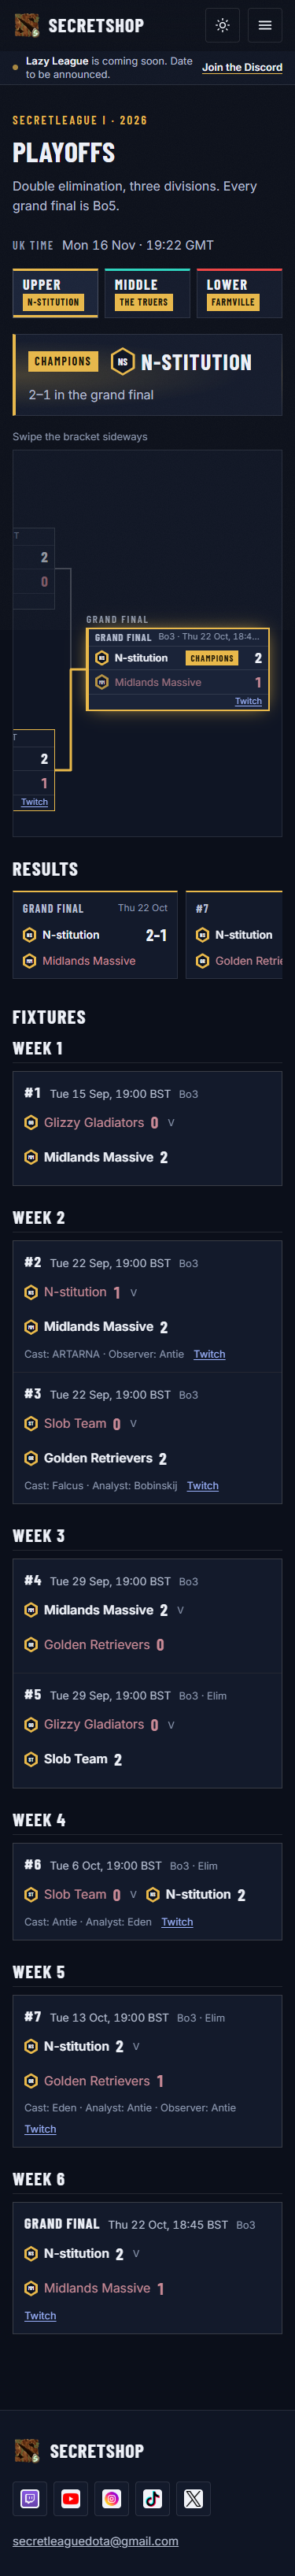 SECRETSHOP
Lazy League is coming soon. Date
to be announced.
Join the Discord
SECRETLEAGUE I · 2026
PLAYOFFS
Double elimination, three divisions. Every
grand final is Bo5.
UK TIME Mon 16 Nov · 19:22 GMT
UPPER
N-STITUTION
MIDDLE
THE TRUERS
LOWER
FARMVILLE
CHAMPIONS NS N-STITUTION
2–1 in the grand final
Swipe the bracket sideways
T
2
0
GRAND FINAL
GRAND FINAL Bo3 · Thu 22 Oct, 18:4…
N-stitution CHAMPIONS 2
Midlands Massive 1
Twitch
T
2
1
Twitch
RESULTS
GRAND FINAL Thu 22 Oct
N-stitution 2-1
Midlands Massive
#7
N-stitution
Golden Retrie
FIXTURES
WEEK 1
#1 Tue 15 Sep, 19:00 BST Bo3
Glizzy Gladiators 0 V
Midlands Massive 2
WEEK 2
#2 Tue 22 Sep, 19:00 BST Bo3
N-stitution 1 V
Midlands Massive 2
Cast: ARTARNA · Observer: Antie Twitch
#3 Tue 22 Sep, 19:00 BST Bo3
Slob Team 0 V
Golden Retrievers 2
Cast: Falcus · Analyst: Bobinskij Twitch
WEEK 3
#4 Tue 29 Sep, 19:00 BST Bo3
Midlands Massive 2 V
Golden Retrievers 0
#5 Tue 29 Sep, 19:00 BST Bo3 · Elim
Glizzy Gladiators 0 V
Slob Team 2
WEEK 4
#6 Tue 6 Oct, 19:00 BST Bo3 · Elim
Slob Team 0 V N-stitution 2
Cast: Antie · Analyst: Eden Twitch
WEEK 5
#7 Tue 13 Oct, 19:00 BST Bo3 · Elim
N-stitution 2 V
Golden Retrievers 1
Cast: Eden · Analyst: Antie · Observer: Antie
Twitch
WEEK 6
GRAND FINAL Thu 22 Oct, 18:45 BST Bo3
N-stitution 2 V
Midlands Massive 1
Twitch
SECRETSHOP
secretleaguedota@gmail.com